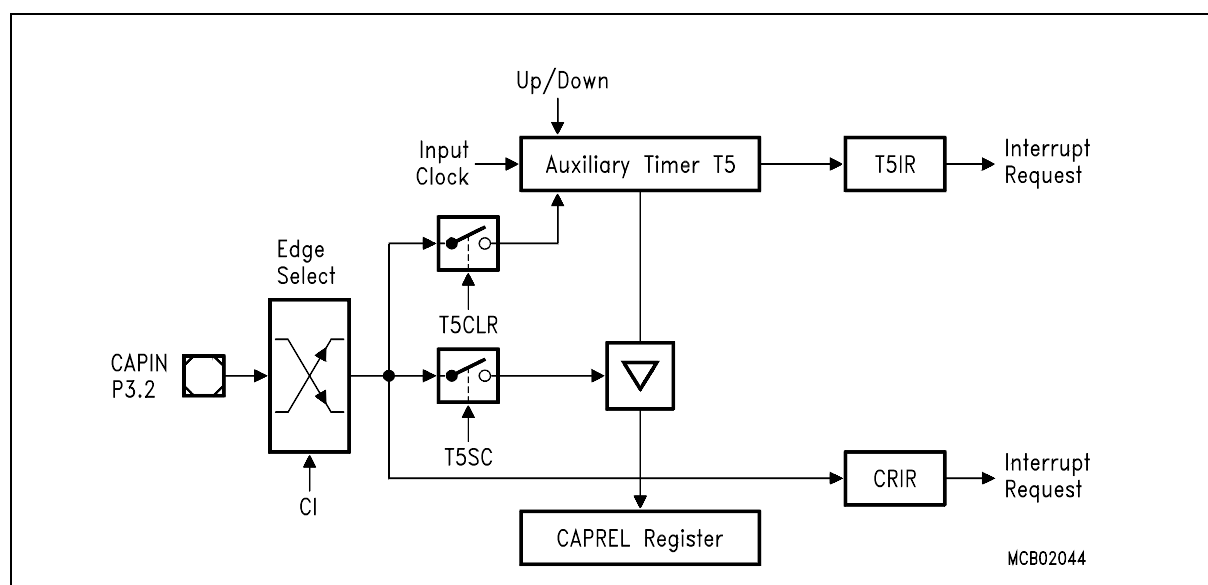 Up/Down
Input
Clock
Auxiliary Timer T5
T5IR
Interrupt
Request
Edge
Select
T5CLR
CAPIN
P3.2
T5SC
CI
CRIR
Interrupt
Request
CAPREL Register
MCB02044